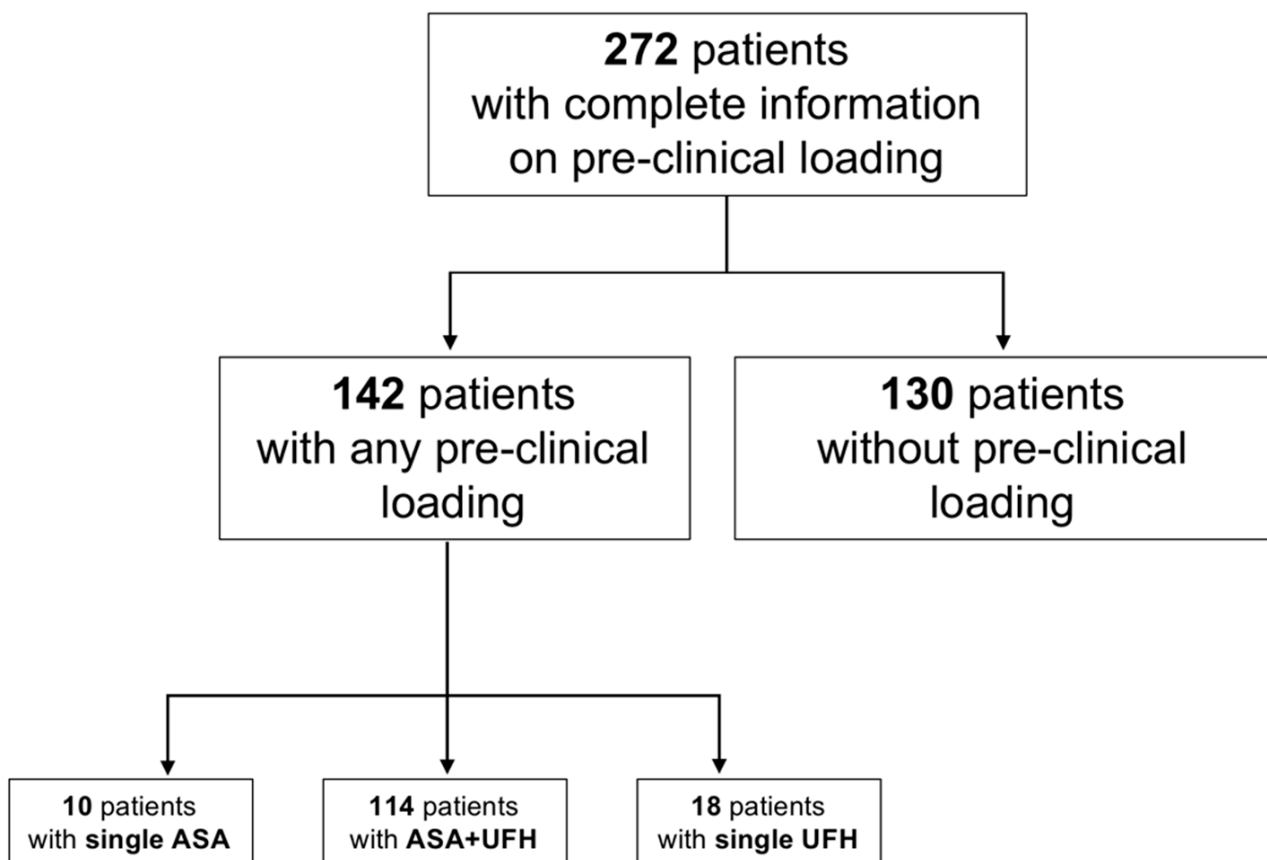 272 patients
with complete information
on pre-clinical loading
142 patients
with any pre-clinical
loading
130 patients
without pre-clinical
loading
10 patients
with single ASA
114 patients
with ASA+UFH
18 patients
with single UFH